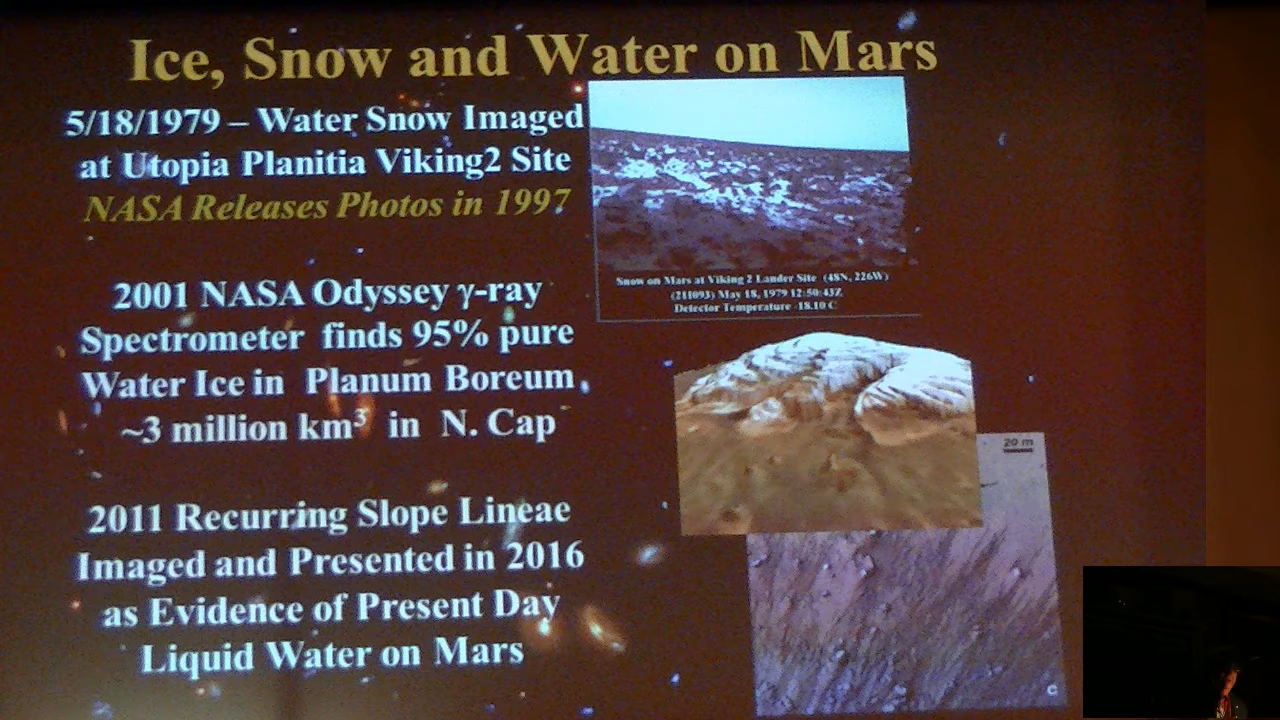 Ice, Snow and Water on Mars
5/18/1979 – Water Snow Imaged
at Utopia Planitia Viking2 Site
NASA Releases Photos in 1997
Snow on Mars at Viking 2 Lander Site (48N, 226W)
(211093) May 18, 1979 12:50:43Z
Detector Temperature -18.10 C
2001 NASA Odyssey γ-ray
Spectrometer finds 95% pure
Water Ice in Planum Boreum,
~3 million km³ in N. Cap
20 m
2011 Recurring Slope Lineae
Imaged and Presented in 2016
as Evidence of Present Day
Liquid Water on Mars
C